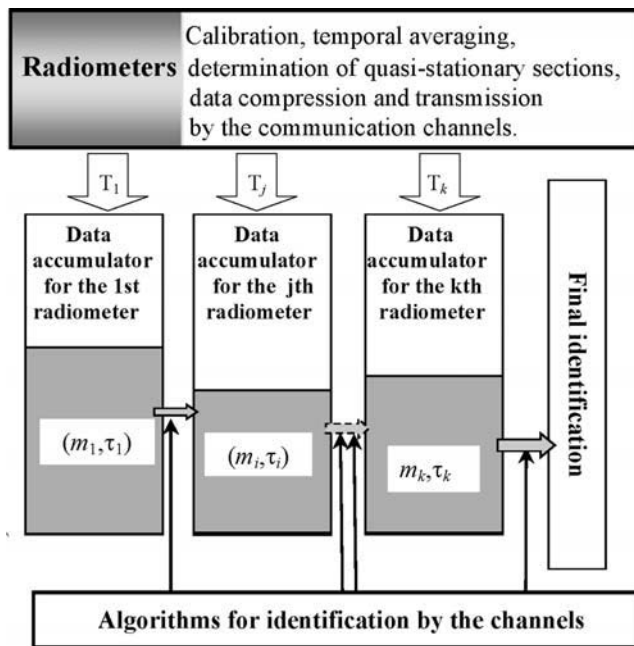 Radiometers
Calibration, temporal averaging,
determination of quasi-stationary sections,
data compression and transmission
by the communication channels.
T₁
Tⱼ
Tₖ
Data
accumulator
for the 1st
radiometer
Data
accumulator
for the jth
radiometer
Data
accumulator
for the kth
radiometer
(m₁,τ₁)
(mᵢ,τᵢ)
mₖ,τₖ
Final identification
Algorithms for identification by the channels